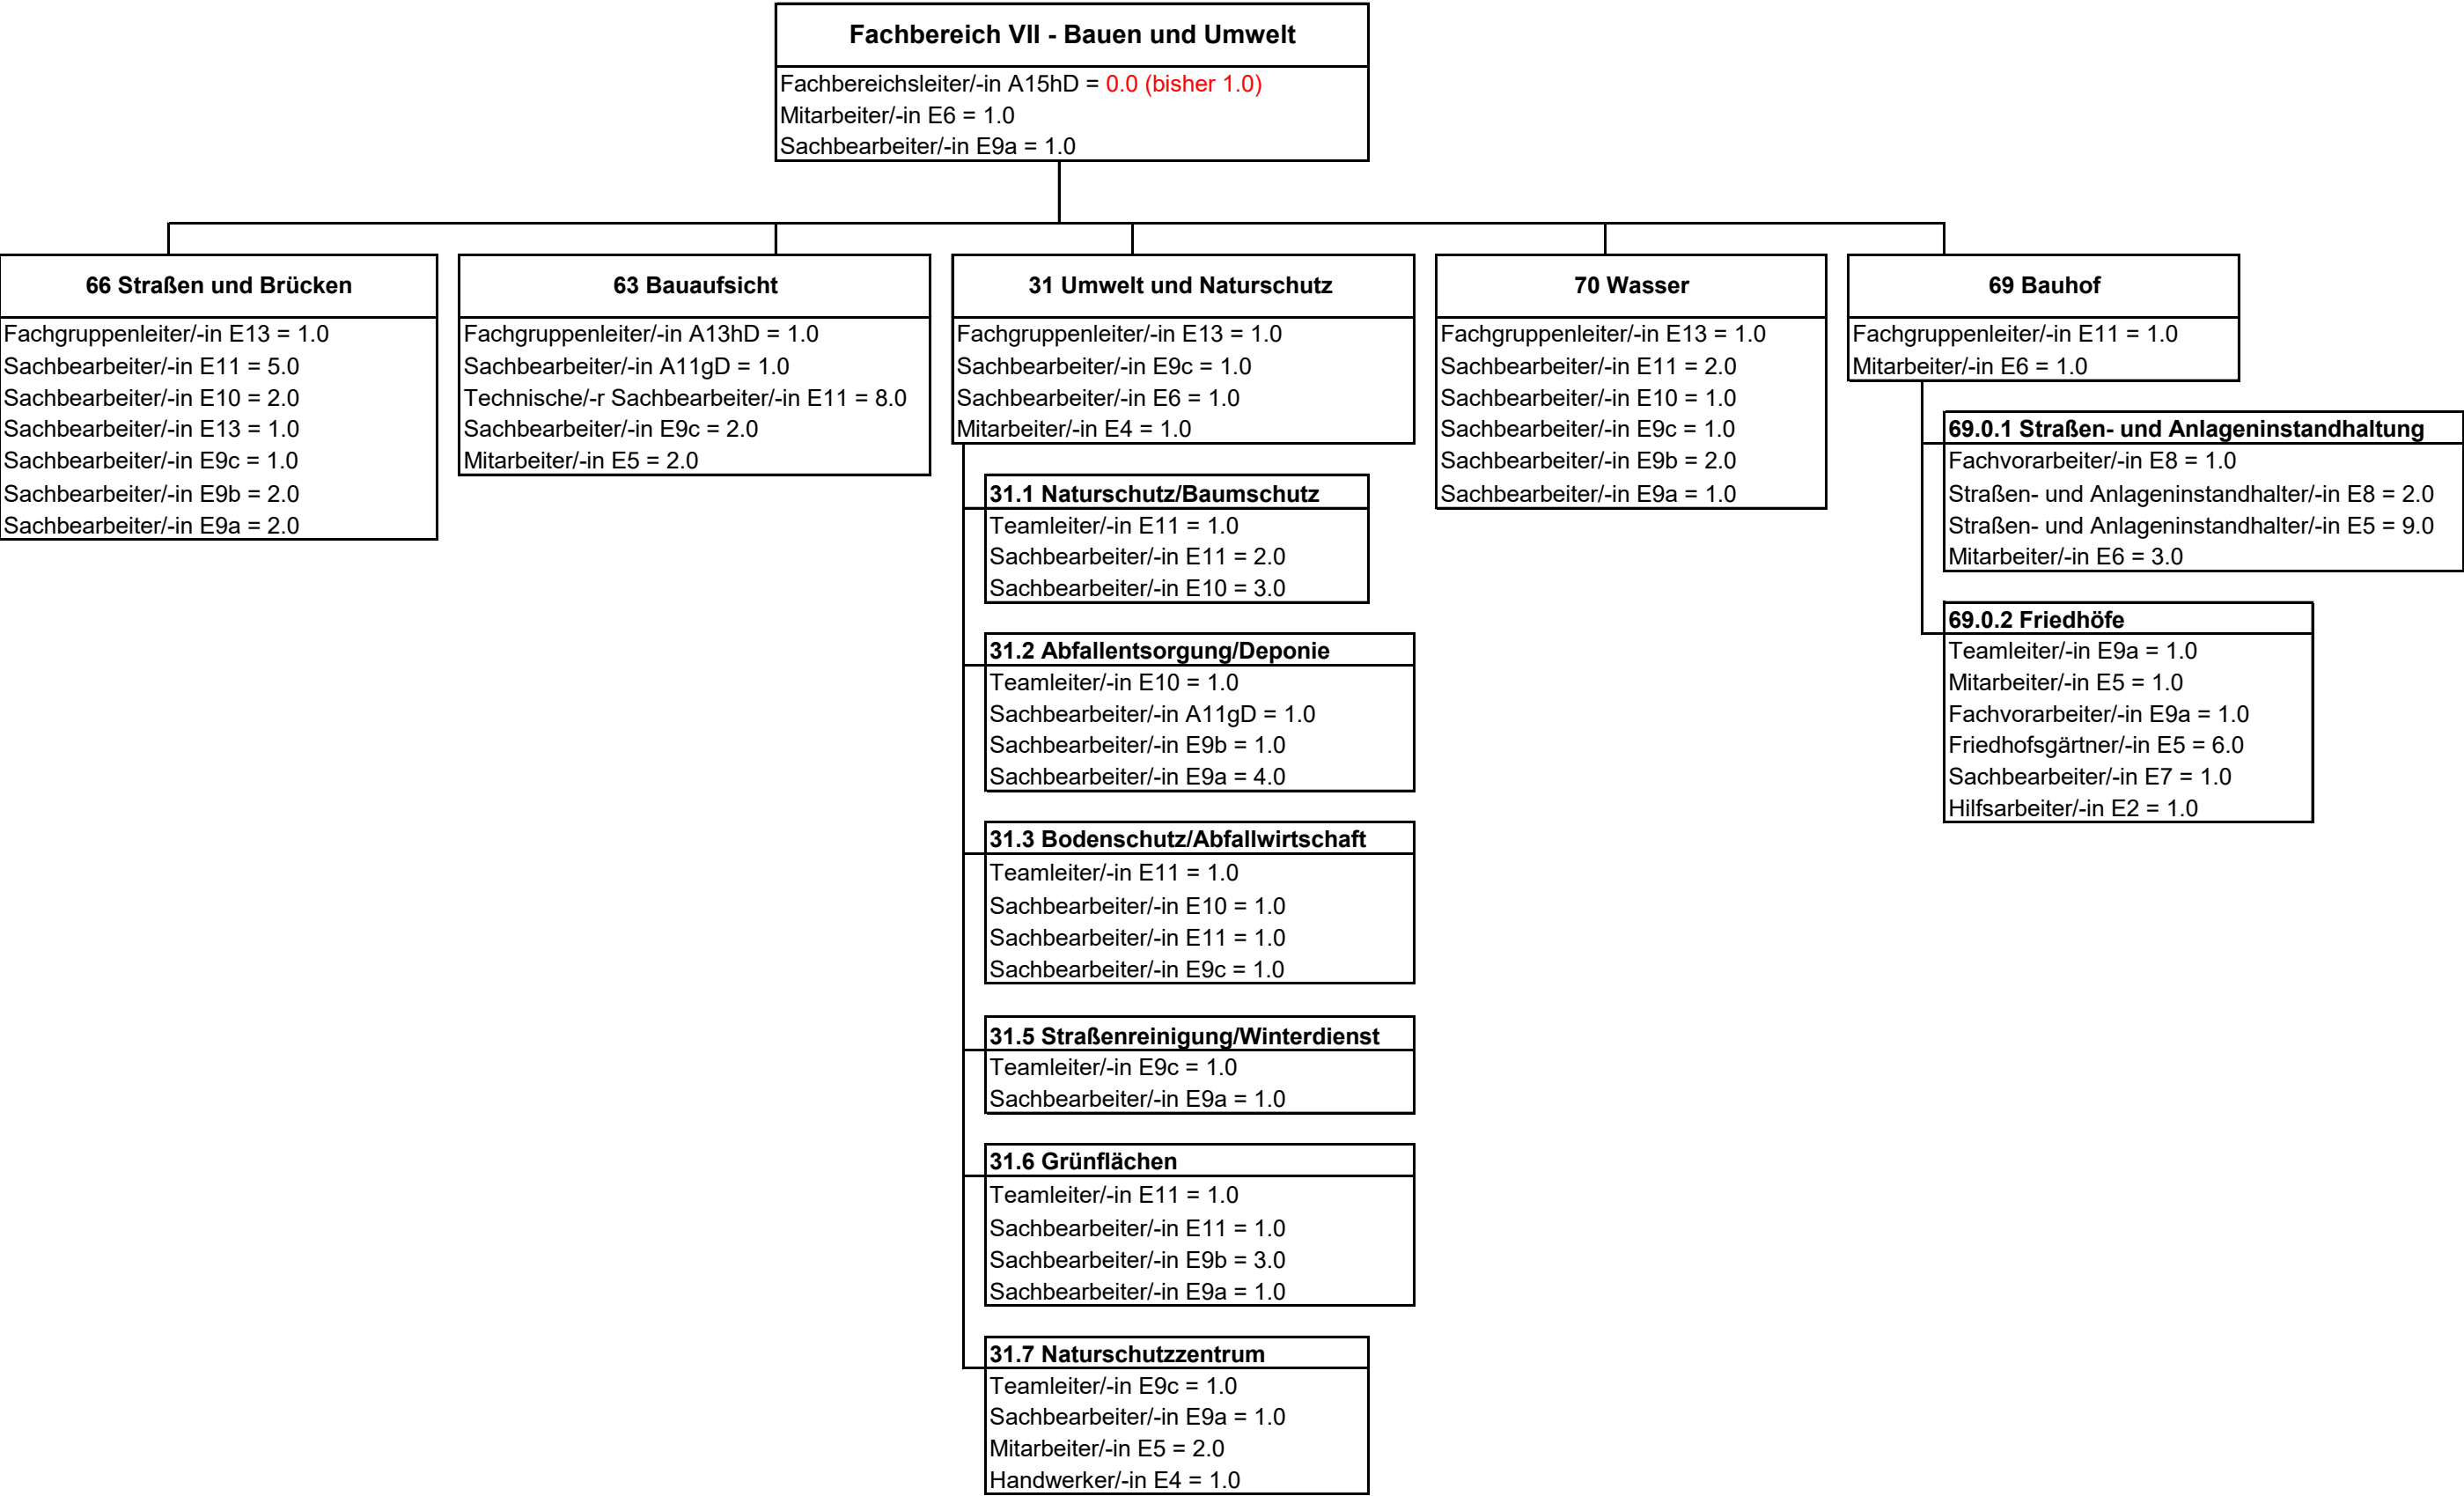 Fachbereich VII - Bauen und Umwelt
Fachbereichsleiter/-in A15hD = 0.0 (bisher 1.0)
Mitarbeiter/-in E6 = 1.0
Sachbearbeiter/-in E9a = 1.0
66 Straßen und Brücken
Fachgruppenleiter/-in E13 = 1.0
Sachbearbeiter/-in E11 = 5.0
Sachbearbeiter/-in E10 = 2.0
Sachbearbeiter/-in E13 = 1.0
Sachbearbeiter/-in E9c = 1.0
Sachbearbeiter/-in E9b = 2.0
Sachbearbeiter/-in E9a = 2.0
63 Bauaufsicht
Fachgruppenleiter/-in A13hD = 1.0
Sachbearbeiter/-in A11gD = 1.0
Technische/-r Sachbearbeiter/-in E11 = 8.0
Sachbearbeiter/-in E9c = 2.0
Mitarbeiter/-in E5 = 2.0
31 Umwelt und Naturschutz
Fachgruppenleiter/-in E13 = 1.0
Sachbearbeiter/-in E9c = 1.0
Sachbearbeiter/-in E6 = 1.0
Mitarbeiter/-in E4 = 1.0
31.1 Naturschutz/Baumschutz
Teamleiter/-in E11 = 1.0
Sachbearbeiter/-in E11 = 2.0
Sachbearbeiter/-in E10 = 3.0
31.2 Abfallentsorgung/Deponie
Teamleiter/-in E10 = 1.0
Sachbearbeiter/-in A11gD = 1.0
Sachbearbeiter/-in E9b = 1.0
Sachbearbeiter/-in E9a = 4.0
31.3 Bodenschutz/Abfallwirtschaft
Teamleiter/-in E11 = 1.0
Sachbearbeiter/-in E10 = 1.0
Sachbearbeiter/-in E11 = 1.0
Sachbearbeiter/-in E9c = 1.0
31.5 Straßenreinigung/Winterdienst
Teamleiter/-in E9c = 1.0
Sachbearbeiter/-in E9a = 1.0
31.6 Grünflächen
Teamleiter/-in E11 = 1.0
Sachbearbeiter/-in E11 = 1.0
Sachbearbeiter/-in E9b = 3.0
Sachbearbeiter/-in E9a = 1.0
31.7 Naturschutzzentrum
Teamleiter/-in E9c = 1.0
Sachbearbeiter/-in E9a = 1.0
Mitarbeiter/-in E5 = 2.0
Handwerker/-in E4 = 1.0
70 Wasser
Fachgruppenleiter/-in E13 = 1.0
Sachbearbeiter/-in E11 = 2.0
Sachbearbeiter/-in E10 = 1.0
Sachbearbeiter/-in E9c = 1.0
Sachbearbeiter/-in E9b = 2.0
Sachbearbeiter/-in E9a = 1.0
69 Bauhof
Fachgruppenleiter/-in E11 = 1.0
Mitarbeiter/-in E6 = 1.0
69.0.1 Straßen- und Anlageninstandhaltung
Fachvorarbeiter/-in E8 = 1.0
Straßen- und Anlageninstandhalter/-in E8 = 2.0
Straßen- und Anlageninstandhalter/-in E5 = 9.0
Mitarbeiter/-in E6 = 3.0
69.0.2 Friedhöfe
Teamleiter/-in E9a = 1.0
Mitarbeiter/-in E5 = 1.0
Fachvorarbeiter/-in E9a = 1.0
Friedhofsgärtner/-in E5 = 6.0
Sachbearbeiter/-in E7 = 1.0
Hilfsarbeiter/-in E2 = 1.0